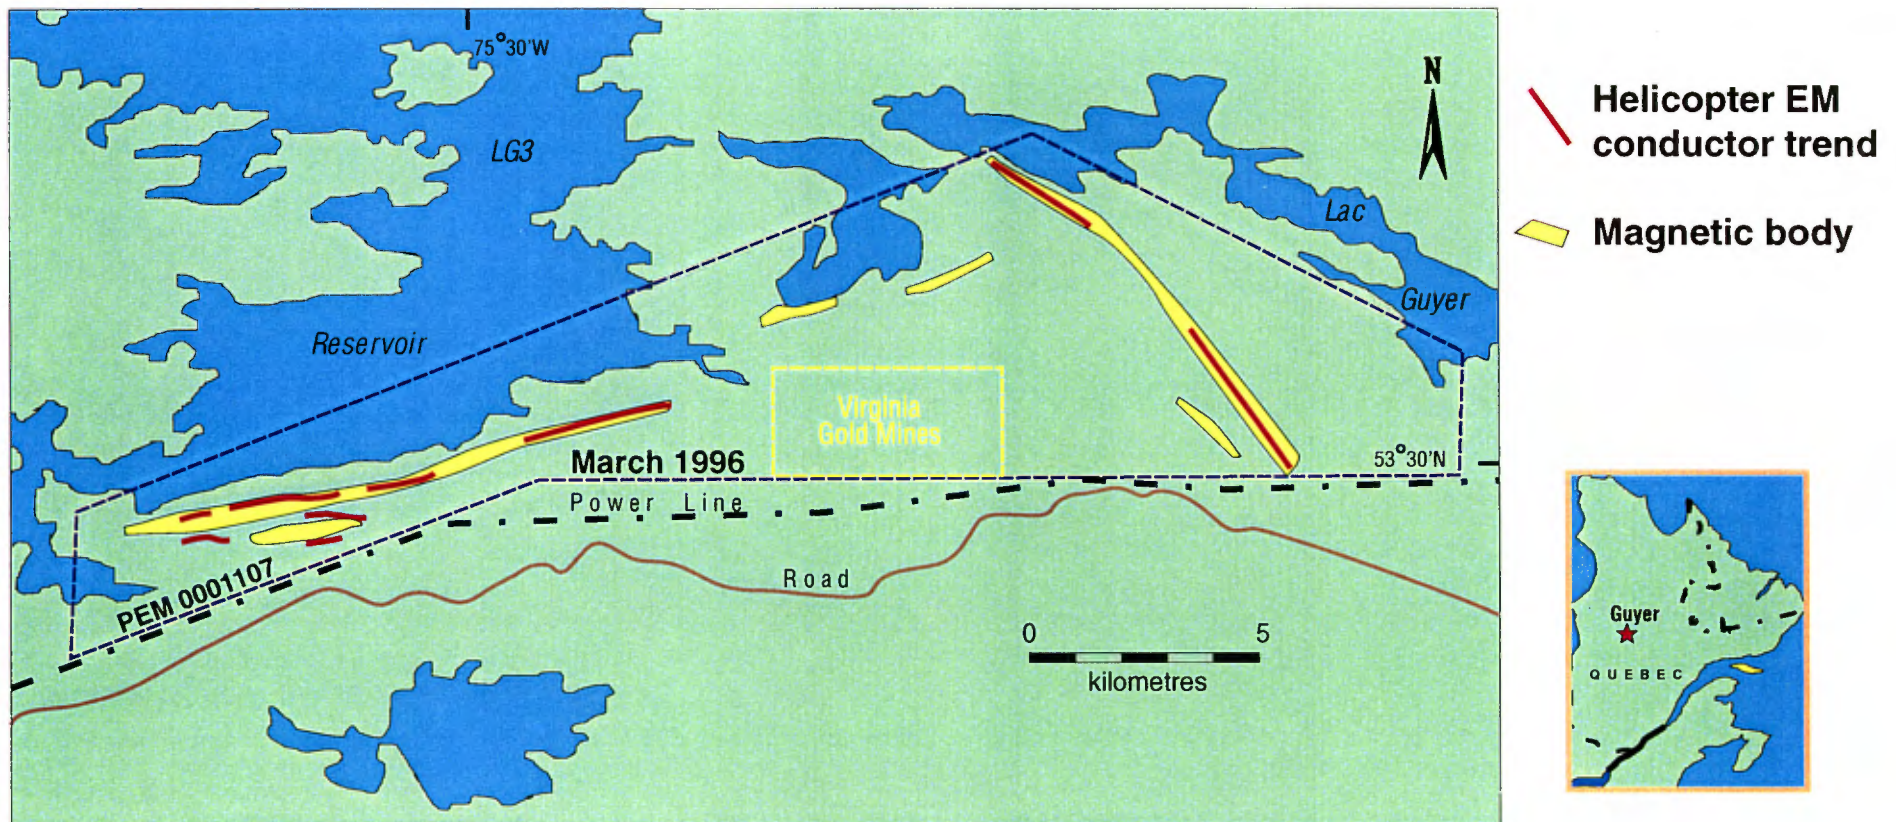 75°30'W
N
Helicopter EM
conductor trend
LG3
Lac
Magnetic body
Guyer
Reservoir
Virginia
Gold Mines
March 1996
53°30'N
Power Line
PEM 0001107
Road
0 5
kilometres
Guyer
QUEBEC